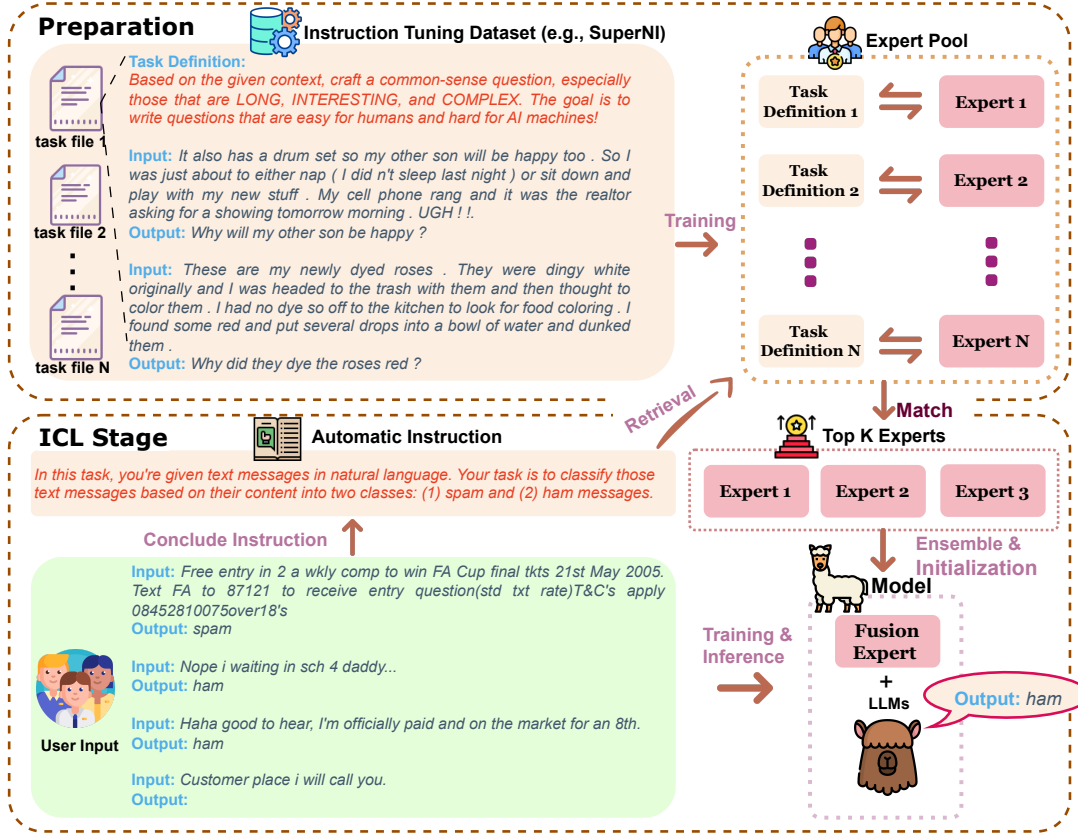 Preparation
Instruction Tuning Dataset (e.g., SuperNI)
task file 1
task file 2
task file N
Task Definition:
Based on the given context, craft a common-sense question, especially
those that are LONG, INTERESTING, and COMPLEX. The goal is to
write questions that are easy for humans and hard for AI machines!
Input: It also has a drum set so my other son will be happy too . So I
was just about to either nap ( I did n't sleep last night ) or sit down and
play with my new stuff . My cell phone rang and it was the realtor
asking for a showing tomorrow morning . UGH ! !.
Output: Why will my other son be happy ?
Input: These are my newly dyed roses . They were dingy white
originally and I was headed to the trash with them and then thought to
color them . I had no dye so off to the kitchen to look for food coloring . I
found some red and put several drops into a bowl of water and dunked
them .
Output: Why did they dye the roses red ?
Training
Expert Pool
Task
Definition 1
Expert 1
Task
Definition 2
Expert 2
Task
Definition N
Expert N
Retrieval
Match
ICL Stage
Automatic Instruction
In this task, you're given text messages in natural language. Your task is to classify those
text messages based on their content into two classes: (1) spam and (2) ham messages.
Conclude Instruction
Input: Free entry in 2 a wkly comp to win FA Cup final tkts 21st May 2005.
Text FA to 87121 to receive entry question(std txt rate)T&C's apply
08452810075over18's
Output: spam
Input: Nope i waiting in sch 4 daddy...
Output: ham
Input: Haha good to hear, I'm officially paid and on the market for an 8th.
Output: ham
Input: Customer place i will call you.
Output:
User Input
Top K Experts
Expert 1
Expert 2
Expert 3
Ensemble &
Initialization
Training &
Inference
Model
Fusion
Expert
+
LLMs
Output: ham